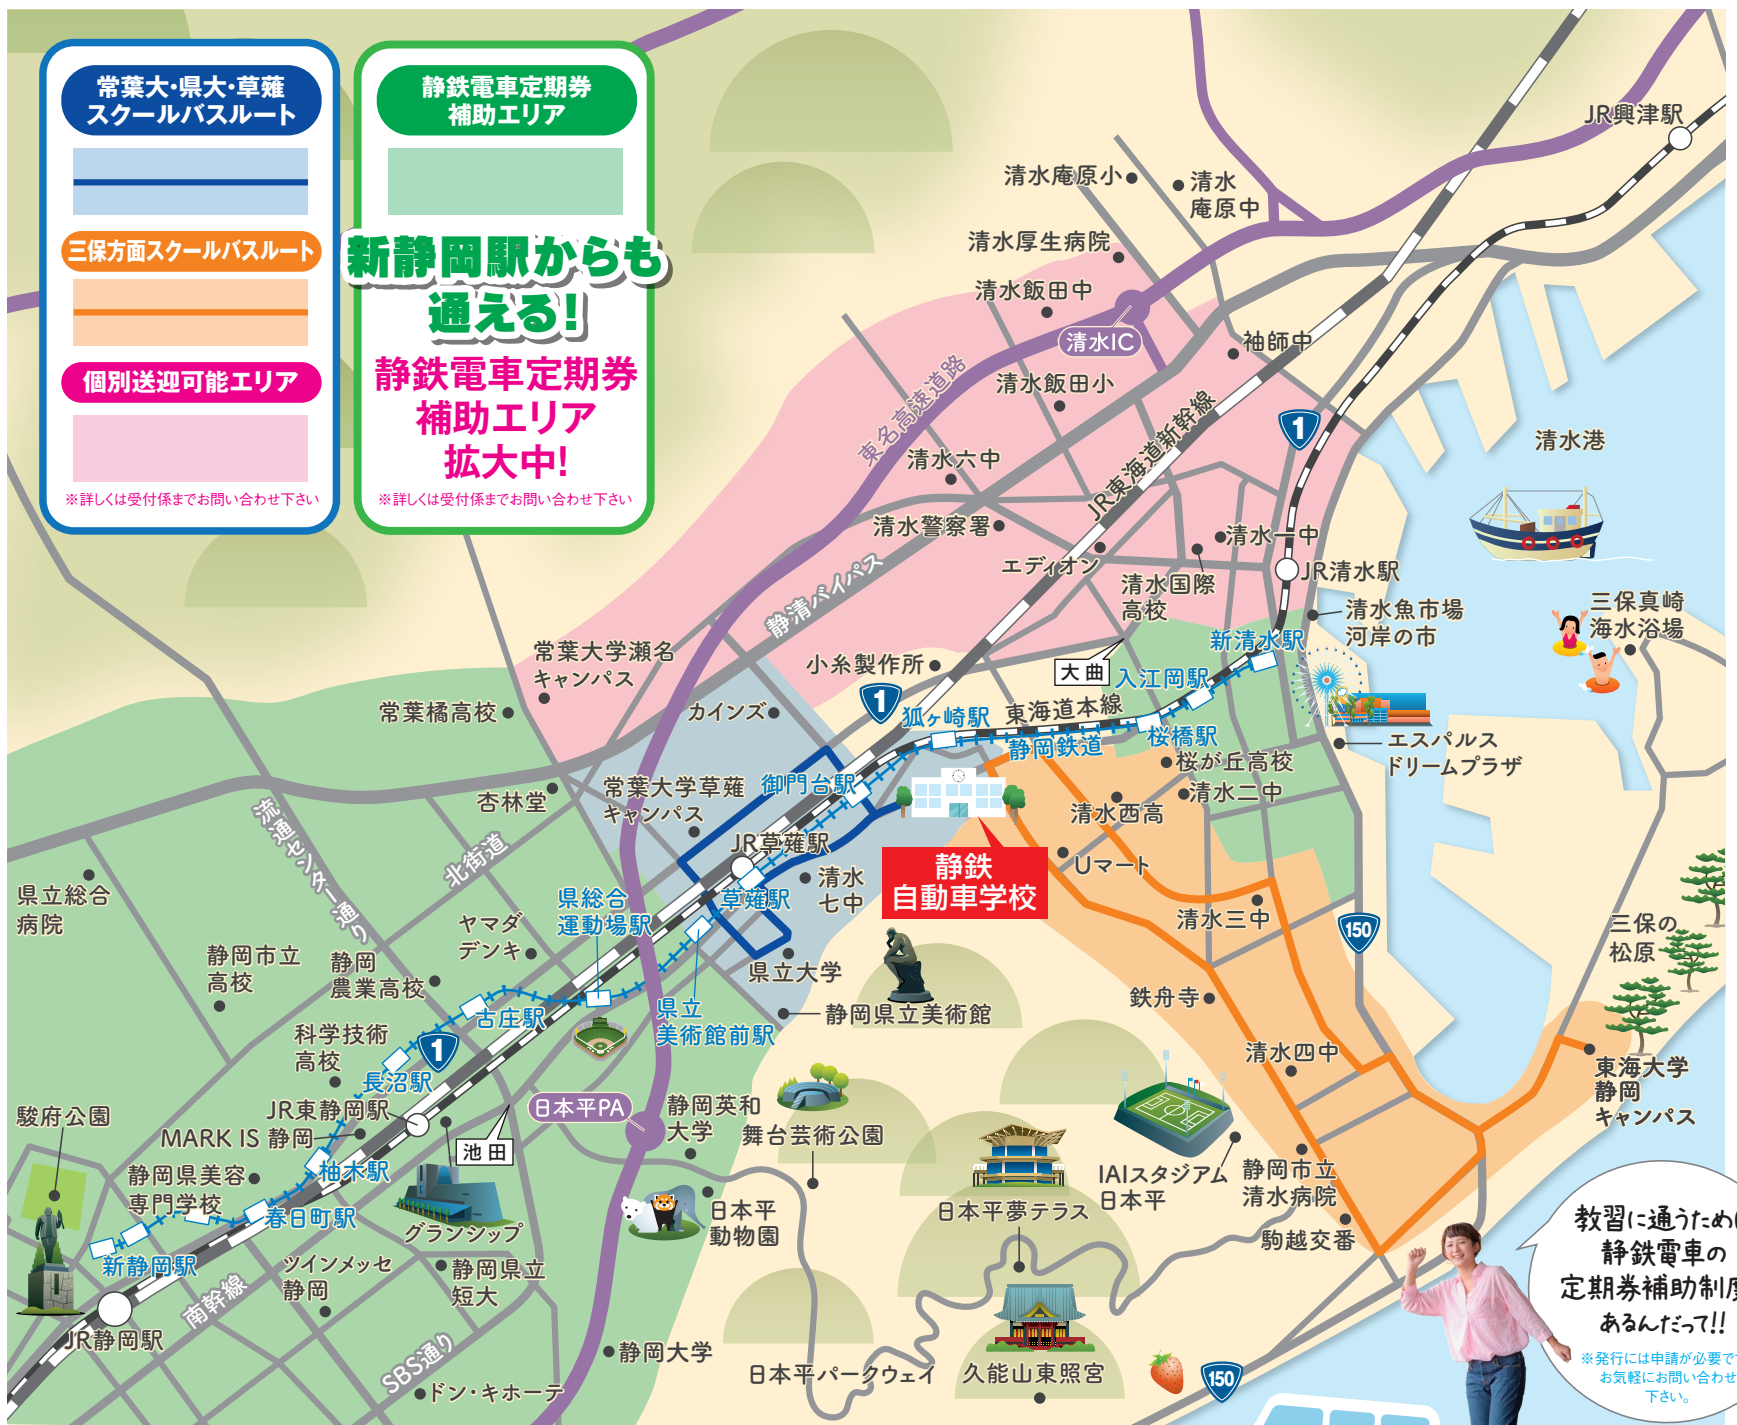 常葉大・県大・草薙
スクールバスルート
三保方面スクールバスルート
個別送迎可能エリア
※詳しくは受付係までお問い合わせ下さい
静鉄電車定期券
補助エリア
新静岡駅からも
通える!
静鉄電車定期券
補助エリア
拡大中!
※詳しくは受付係までお問い合わせ下さい
JR興津駅
清水庵原小
清水
庵原中
清水厚生病院
清水飯田中
清水IC
袖師中
東名高速道路
清水飯田小
JR東海道新幹線
1
清水港
清水六中
清水警察署
清水一中
エディオン
JR清水駅
清水国際
高校
静清バイパス
清水魚市場
河岸の市
三保真崎
海水浴場
新清水駅
常葉大学瀬名
キャンパス
小糸製作所
大曲
入江岡駅
1
常葉橘高校
カインズ
狐ヶ崎駅
東海道本線
静岡鉄道
桜橋駅
エスパルス
ドリームプラザ
桜が丘高校
御門台駅
常葉大学草薙
キャンパス
杏林堂
清水二中
清水西高
流通センター通り
北街道
JR草薙駅
静鉄
自動車学校
Uマート
県立総合
病院
県総合
運動場駅
草薙駅
清水
七中
清水三中
150
三保の
松原
ヤマダ
デンキ
静岡市立
高校
静岡
農業高校
県立大学
鉄舟寺
古庄駅
県立
美術館前駅
静岡県立美術館
科学技術
高校
1
長沼駅
清水四中
東海大学
静岡
キャンパス
JR東静岡駅
日本平PA
静岡英和
大学
駿府公園
MARK IS 静岡
池田
舞台芸術公園
柚木駅
静岡県美容
専門学校
IAIスタジアム
日本平
静岡市立
清水病院
春日町駅
グランシップ
日本平
動物園
日本平夢テラス
駒越交番
新静岡駅
ツインメッセ
静岡
静岡県立
短大
南幹線
JR静岡駅
SBS通り
静岡大学
ドン・キホーテ
日本平パークウェイ
久能山東照宮
150
教習に通うため
静鉄電車の
定期券補助制度
あるんだって!!
※発行には申請が必要で
お気軽にお問い合わせ
下さい。